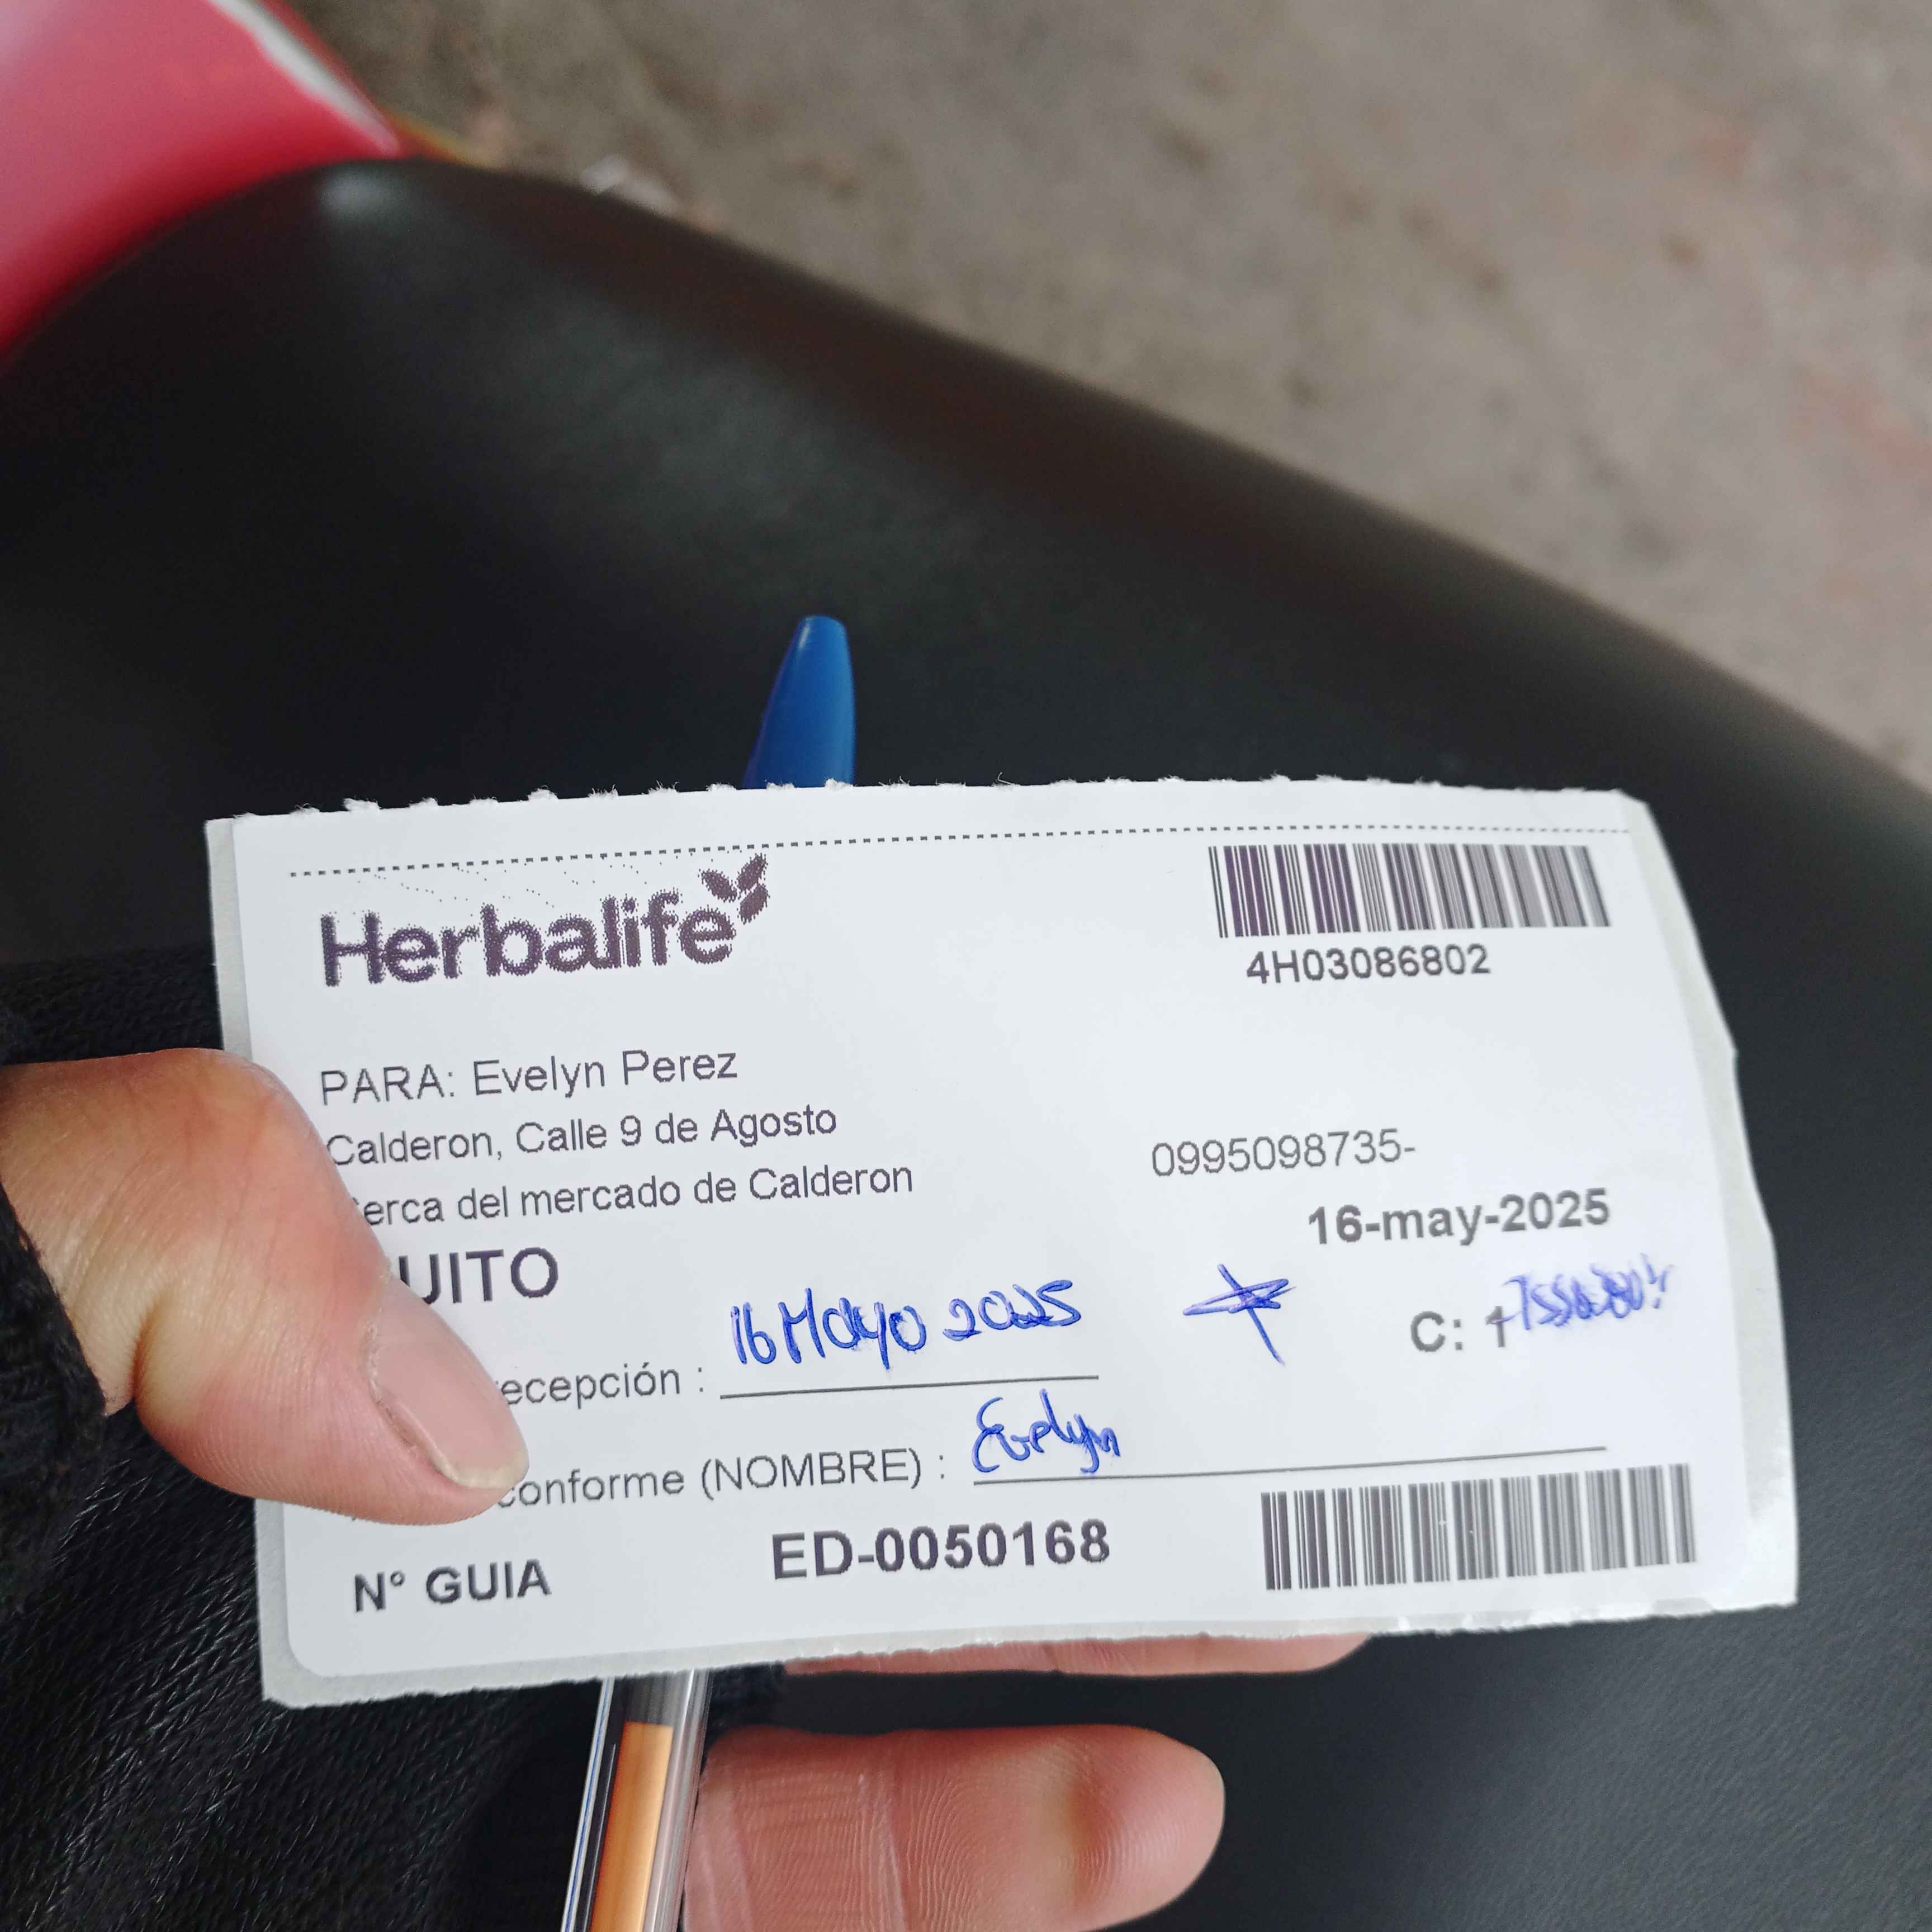 Herbalife
4H03086802
PARA: Evelyn Perez
Calderon, Calle 9 de Agosto
erca del mercado de Calderon
0995098735-
16-may-2025
UITO
ecepción : 16 Mayo 2025
C: 1
conforme (NOMBRE) : Evelyn
N° GUIA ED-0050168